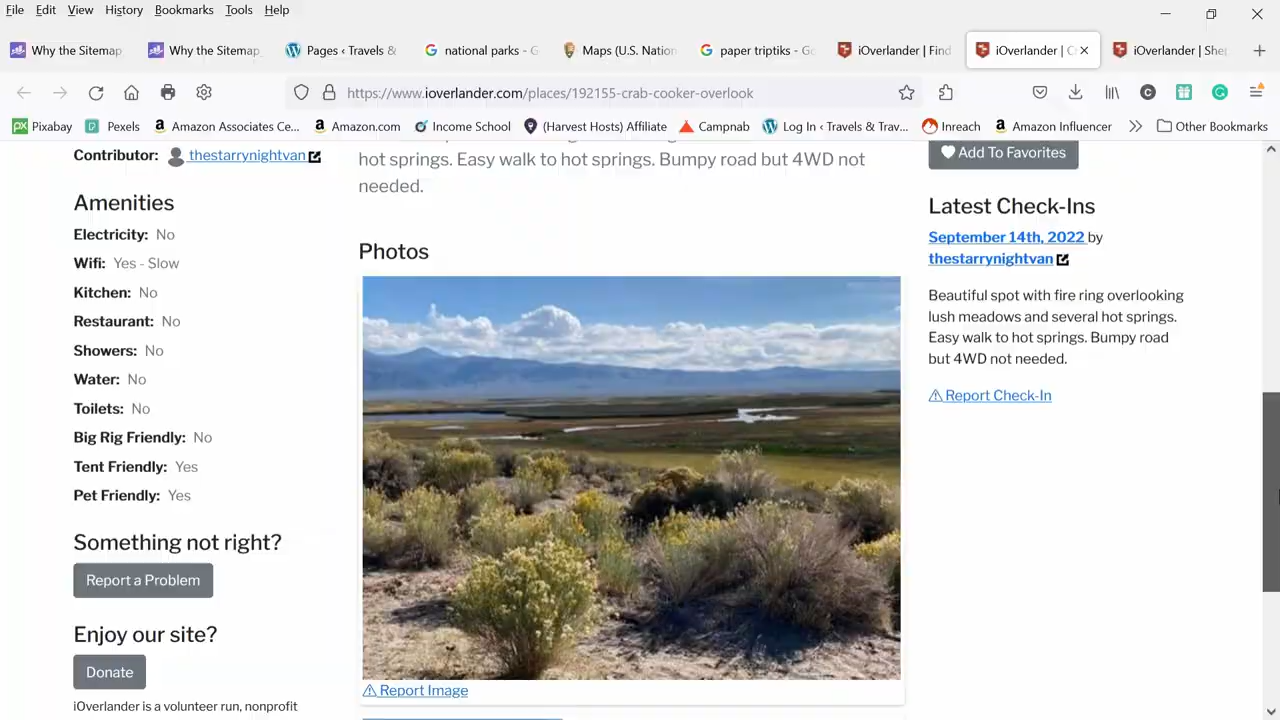 File Edit View History Bookmarks Tools Help
Why the Sitemap
Why the Sitemap
Pages ‹ Travels &
national parks - G
Maps (U.S. Nation
paper triptiks - Go
iOverlander | Find
iOverlander | C
iOverlander | She
https://www.ioverlander.com/places/192155-crab-cooker-overlook
Pixabay
Pexels
Amazon Associates Ce...
Amazon.com
Income School
(Harvest Hosts) Affiliate
Campnab
Log In ‹ Travels & Trav...
Inreach
Amazon Influencer
Other Bookmarks
Contributor: thestarrynightvan
Amenities
Electricity: No
Wifi: Yes - Slow
Kitchen: No
Restaurant: No
Showers: No
Water: No
Toilets: No
Big Rig Friendly: No
Tent Friendly: Yes
Pet Friendly: Yes
Something not right?
Report a Problem
Enjoy our site?
Donate
iOverlander is a volunteer run, nonprofit
hot springs. Easy walk to hot springs. Bumpy road but 4WD not
needed.
Photos
Report Image
Add To Favorites
Latest Check-Ins
September 14th, 2022 by
thestarrynightvan
Beautiful spot with fire ring overlooking
lush meadows and several hot springs.
Easy walk to hot springs. Bumpy road
but 4WD not needed.
Report Check-In